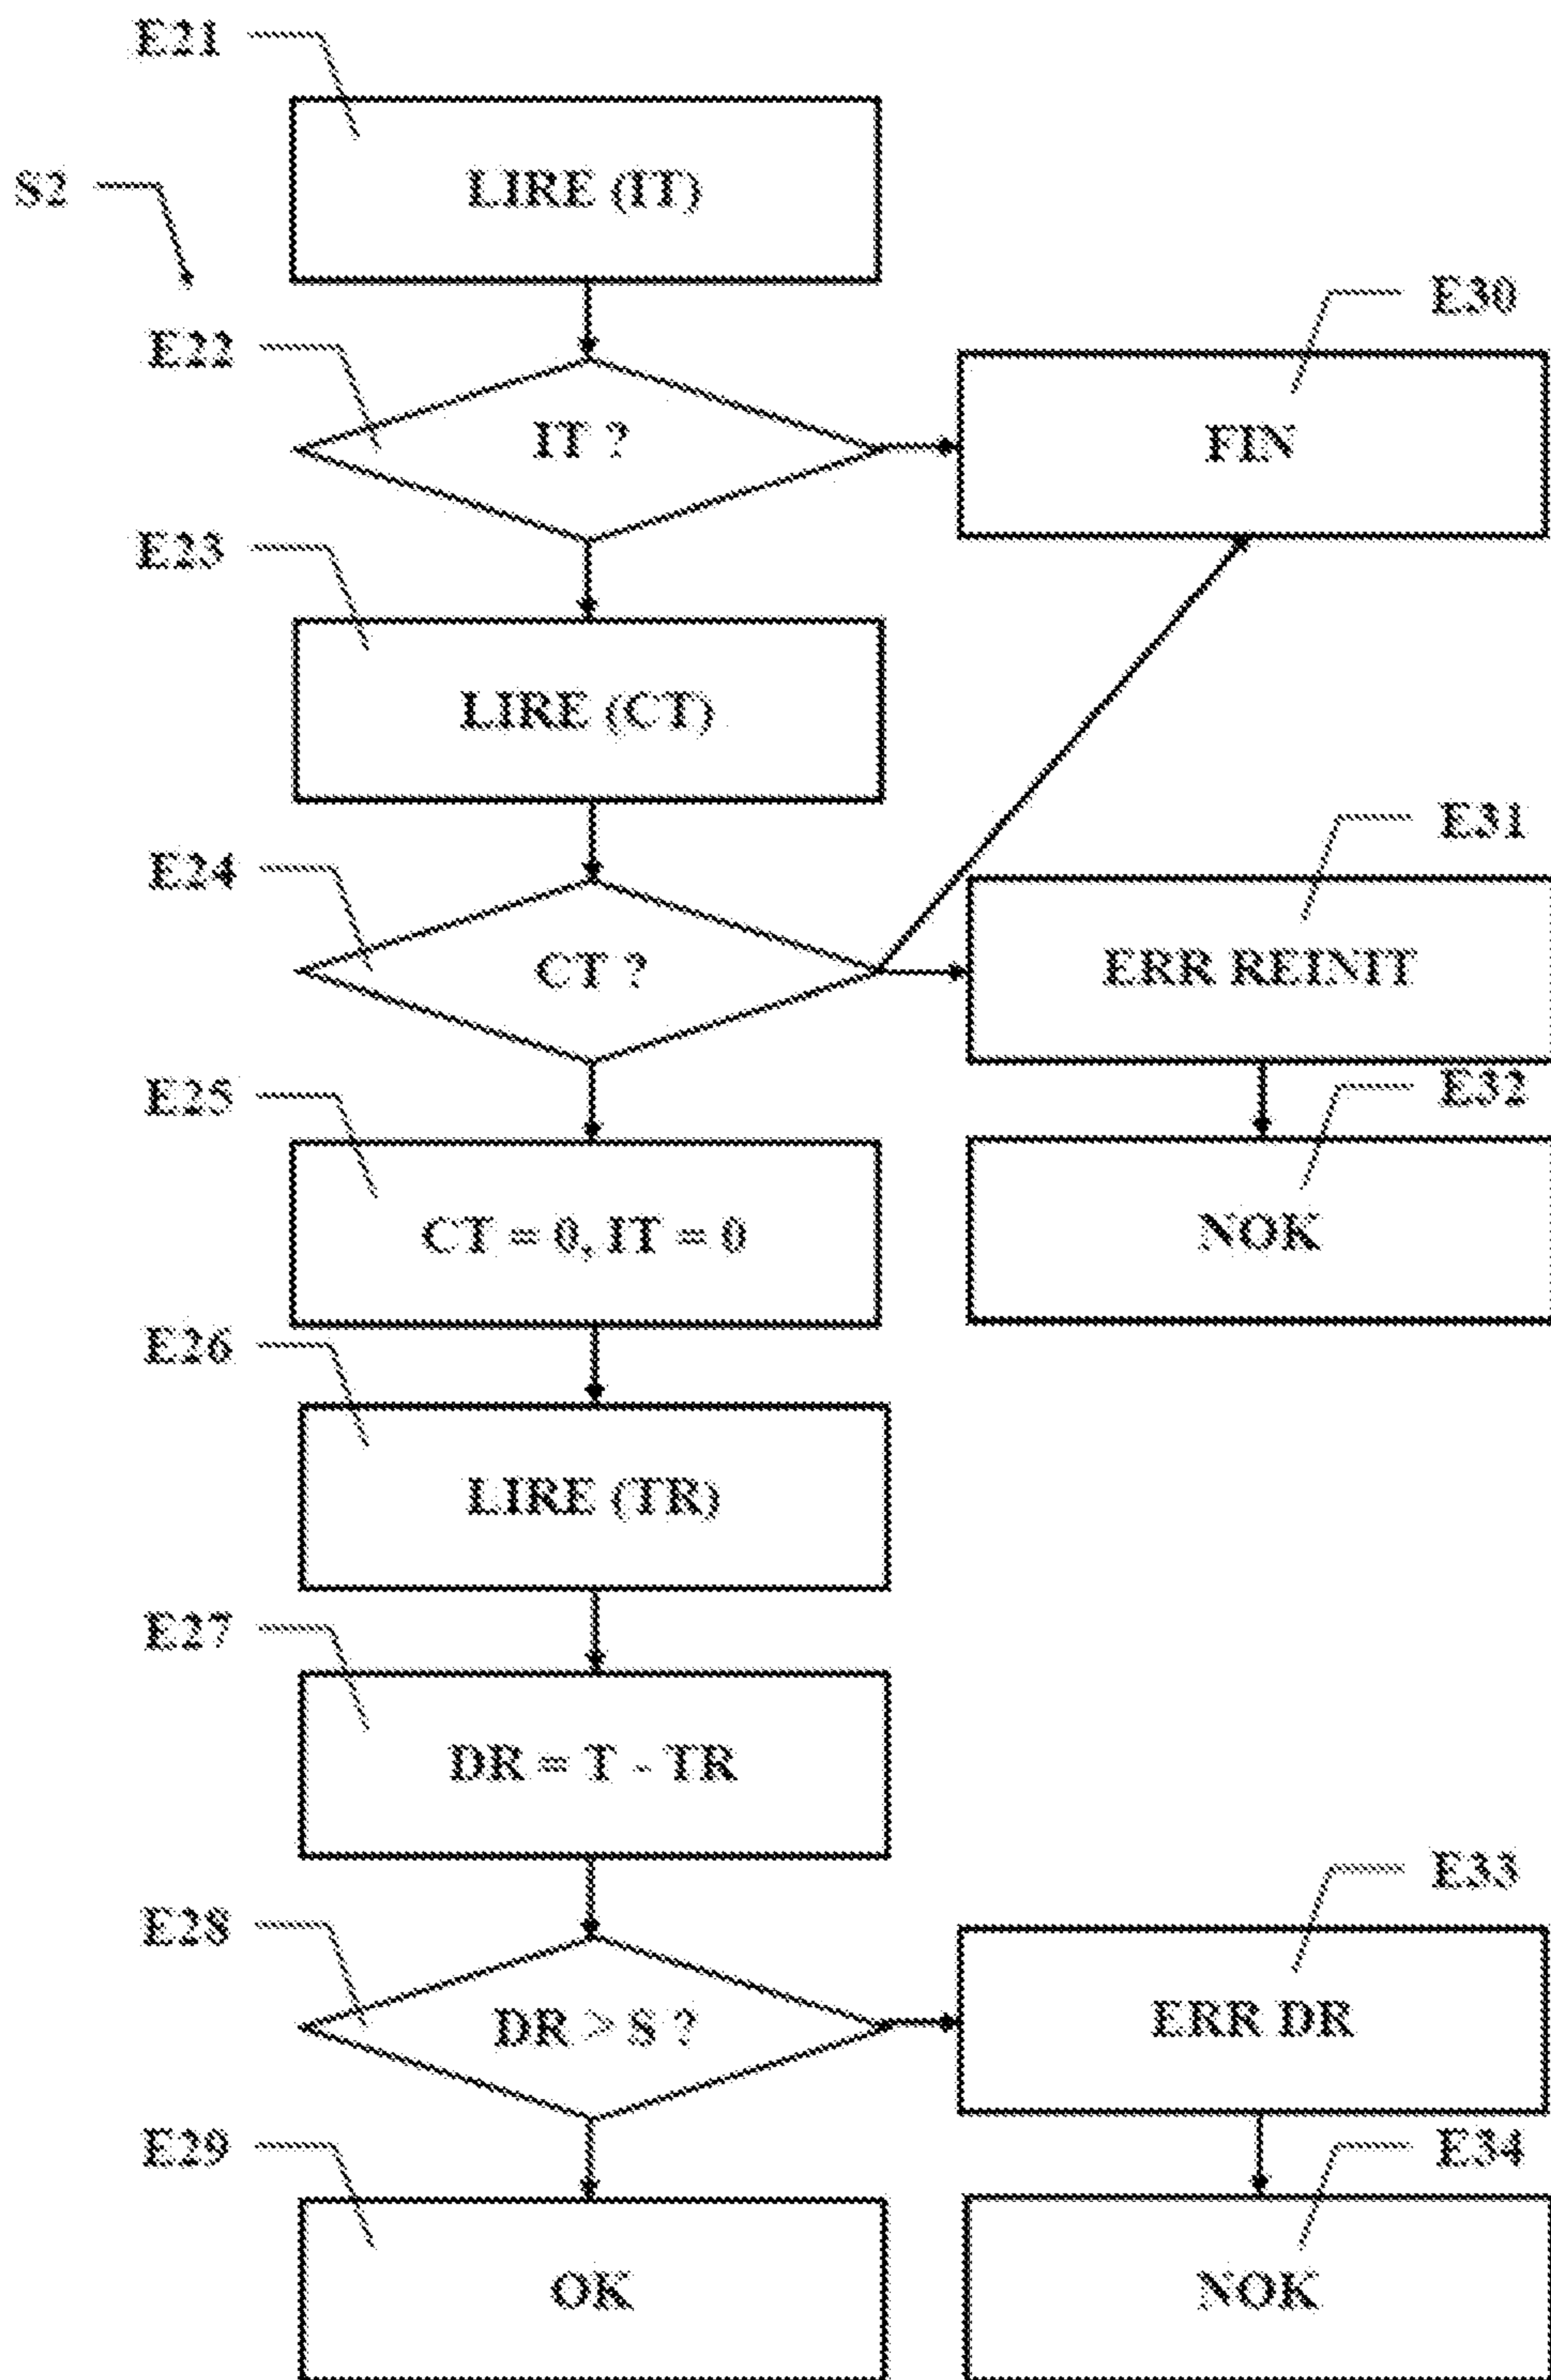 E21
LIRE (IT)
S2
E30
E22
IT ?
FIN
E23
LIRE (CT)
E31
E24
CT ?
ERR REINIT
E25
E32
CT = 0, IT = 0
NOK
E26
LIRE (TR)
E27
DR = T - TR
E33
E28
DR > S ?
ERR DR
E29
E34
OK
NOK